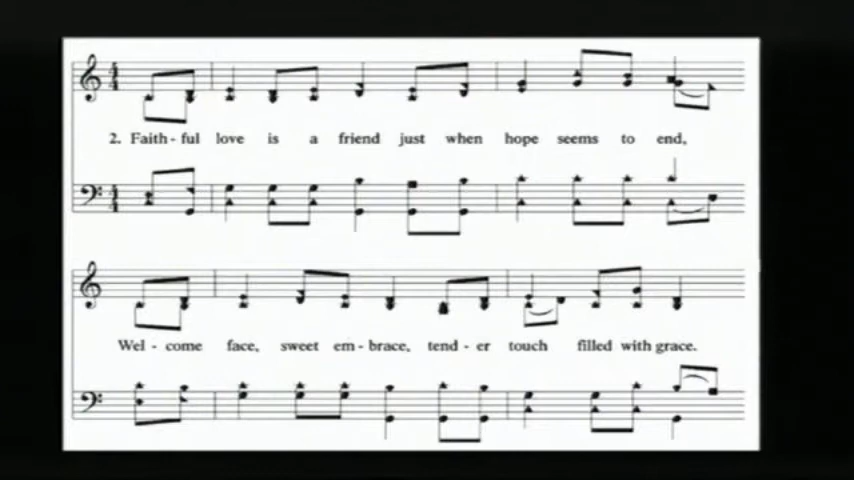 2. Faith - ful love is a friend just when hope seems to end,
Wel - come face, sweet em - brace, tend - er touch filled with grace.